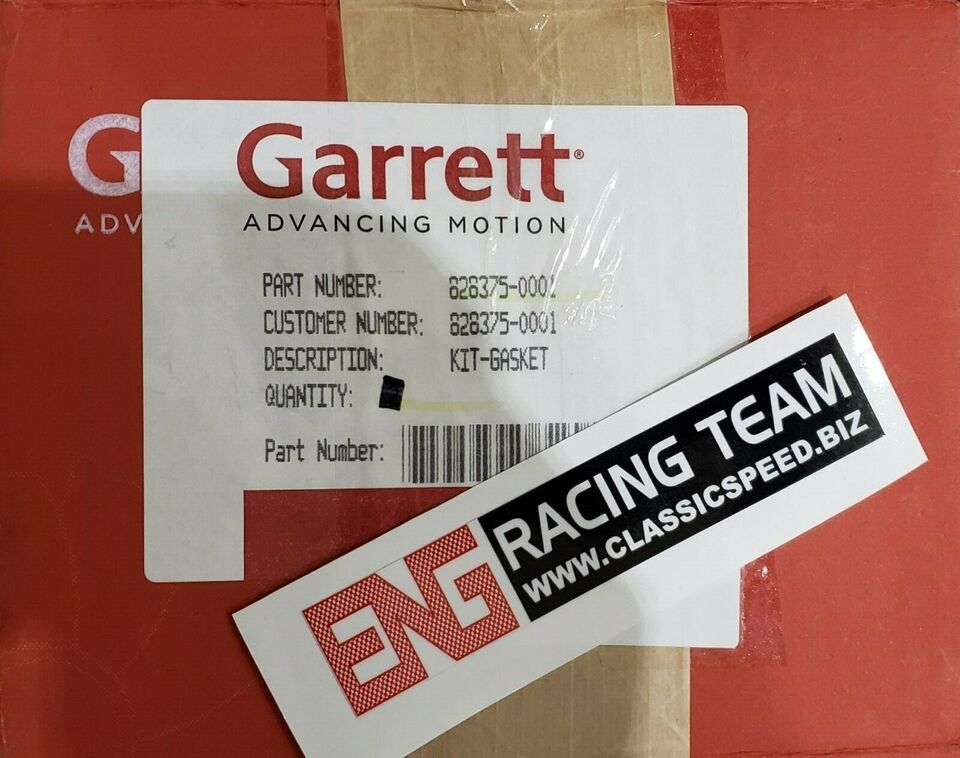 G
ADV
Garrett®
ADVANCING MOTION
PART NUMBER: 828375-0001
CUSTOMER NUMBER: 828375-0001
DESCRIPTION: KIT-GASKET
QUANTITY:
Part Number:
ENG RACING TEAM
WWW.CLASSICSPEED.BIZ